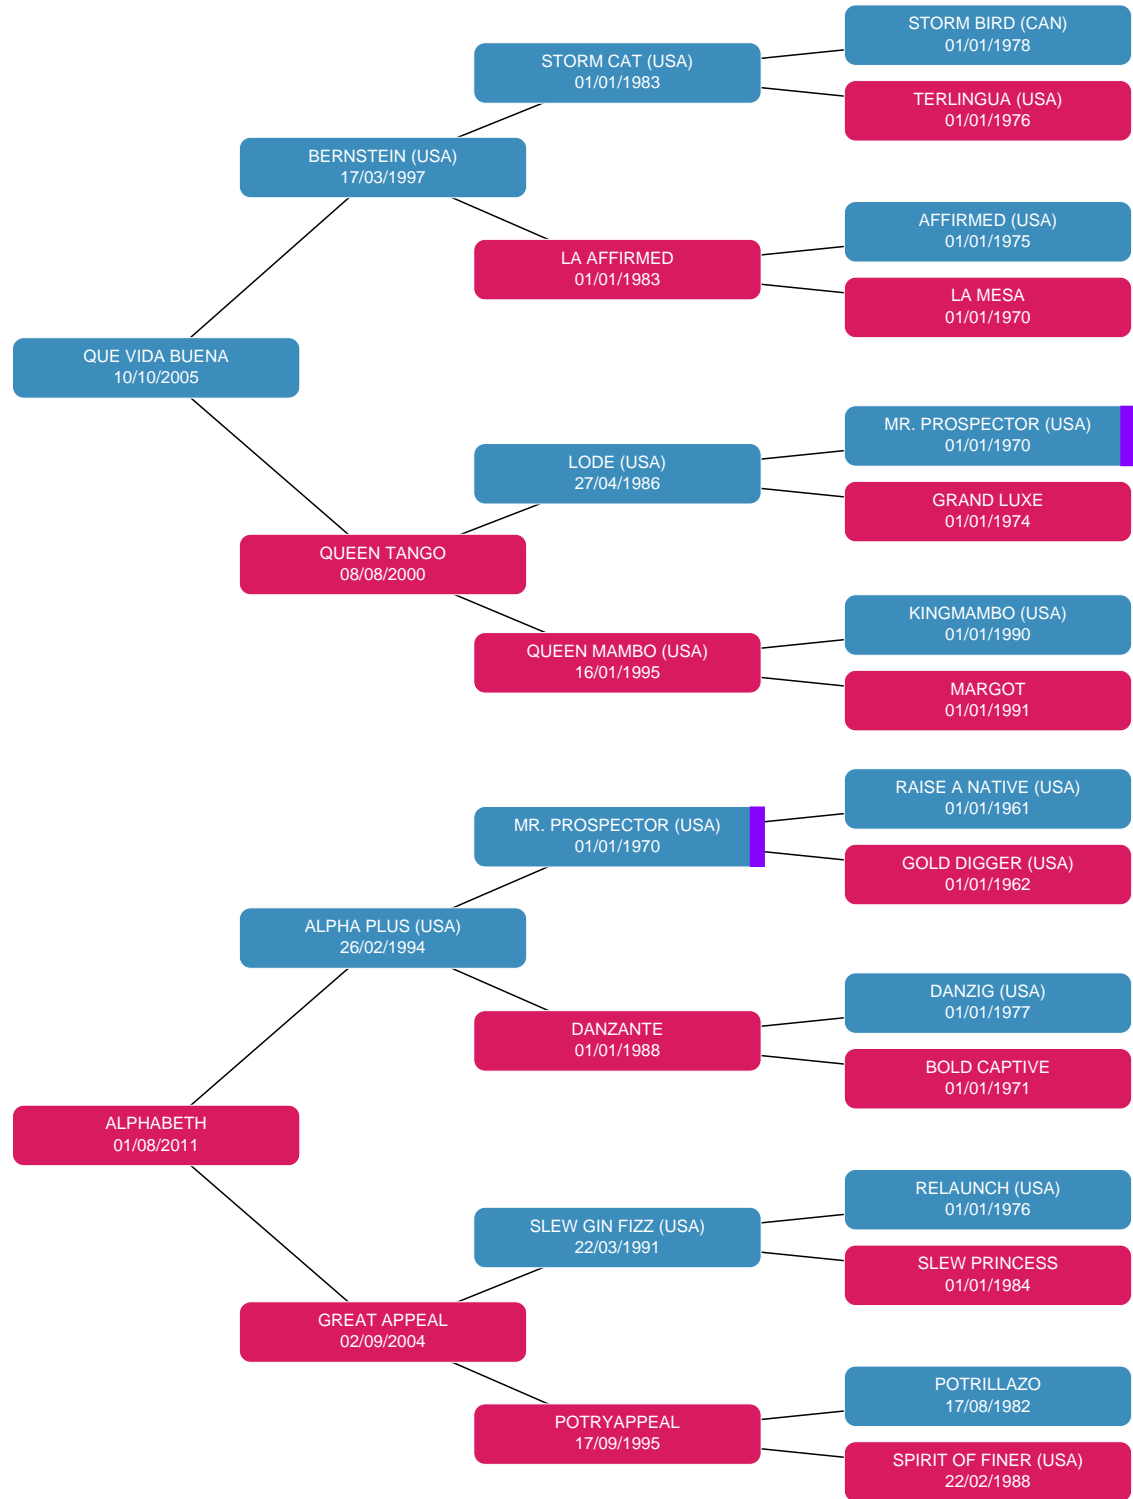 STORM BIRD (CAN)
01/01/1978
STORM CAT (USA)
01/01/1983
TERLINGUA (USA)
01/01/1976
BERNSTEIN (USA)
17/03/1997
AFFIRMED (USA)
01/01/1975
LA AFFIRMED
01/01/1983
LA MESA
01/01/1970
QUE VIDA BUENA
10/10/2005
MR. PROSPECTOR (USA)
01/01/1970
LODE (USA)
27/04/1986
GRAND LUXE
01/01/1974
QUEEN TANGO
08/08/2000
KINGMAMBO (USA)
01/01/1990
QUEEN MAMBO (USA)
16/01/1995
MARGOT
01/01/1991
RAISE A NATIVE (USA)
01/01/1961
MR. PROSPECTOR (USA)
01/01/1970
GOLD DIGGER (USA)
01/01/1962
ALPHA PLUS (USA)
26/02/1994
DANZIG (USA)
01/01/1977
DANZANTE
01/01/1988
BOLD CAPTIVE
01/01/1971
ALPHABETH
01/08/2011
RELAUNCH (USA)
01/01/1976
SLEW GIN FIZZ (USA)
22/03/1991
SLEW PRINCESS
01/01/1984
GREAT APPEAL
02/09/2004
POTRILLAZO
17/08/1982
POTRYAPPEAL
17/09/1995
SPIRIT OF FINER (USA)
22/02/1988